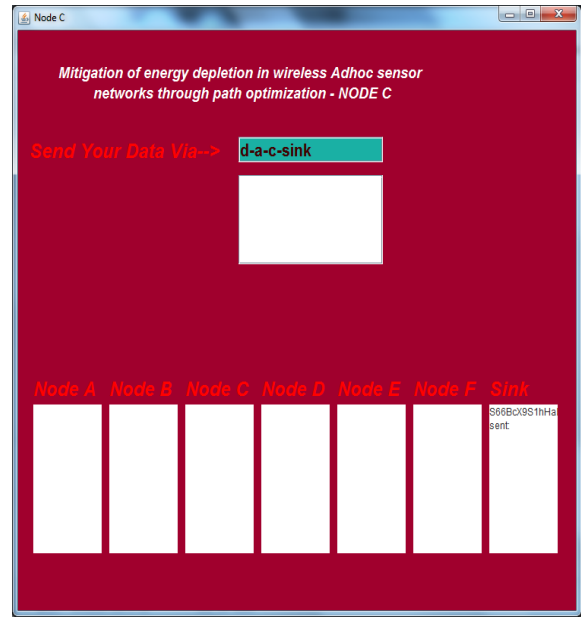 Node C
Mitigation of energy depletion in wireless Adhoc sensor
networks through path optimization - NODE C
Send Your Data Via-->
d-a-c-sink
Node A
Node B
Node C
Node D
Node E
Node F
Sink
sent